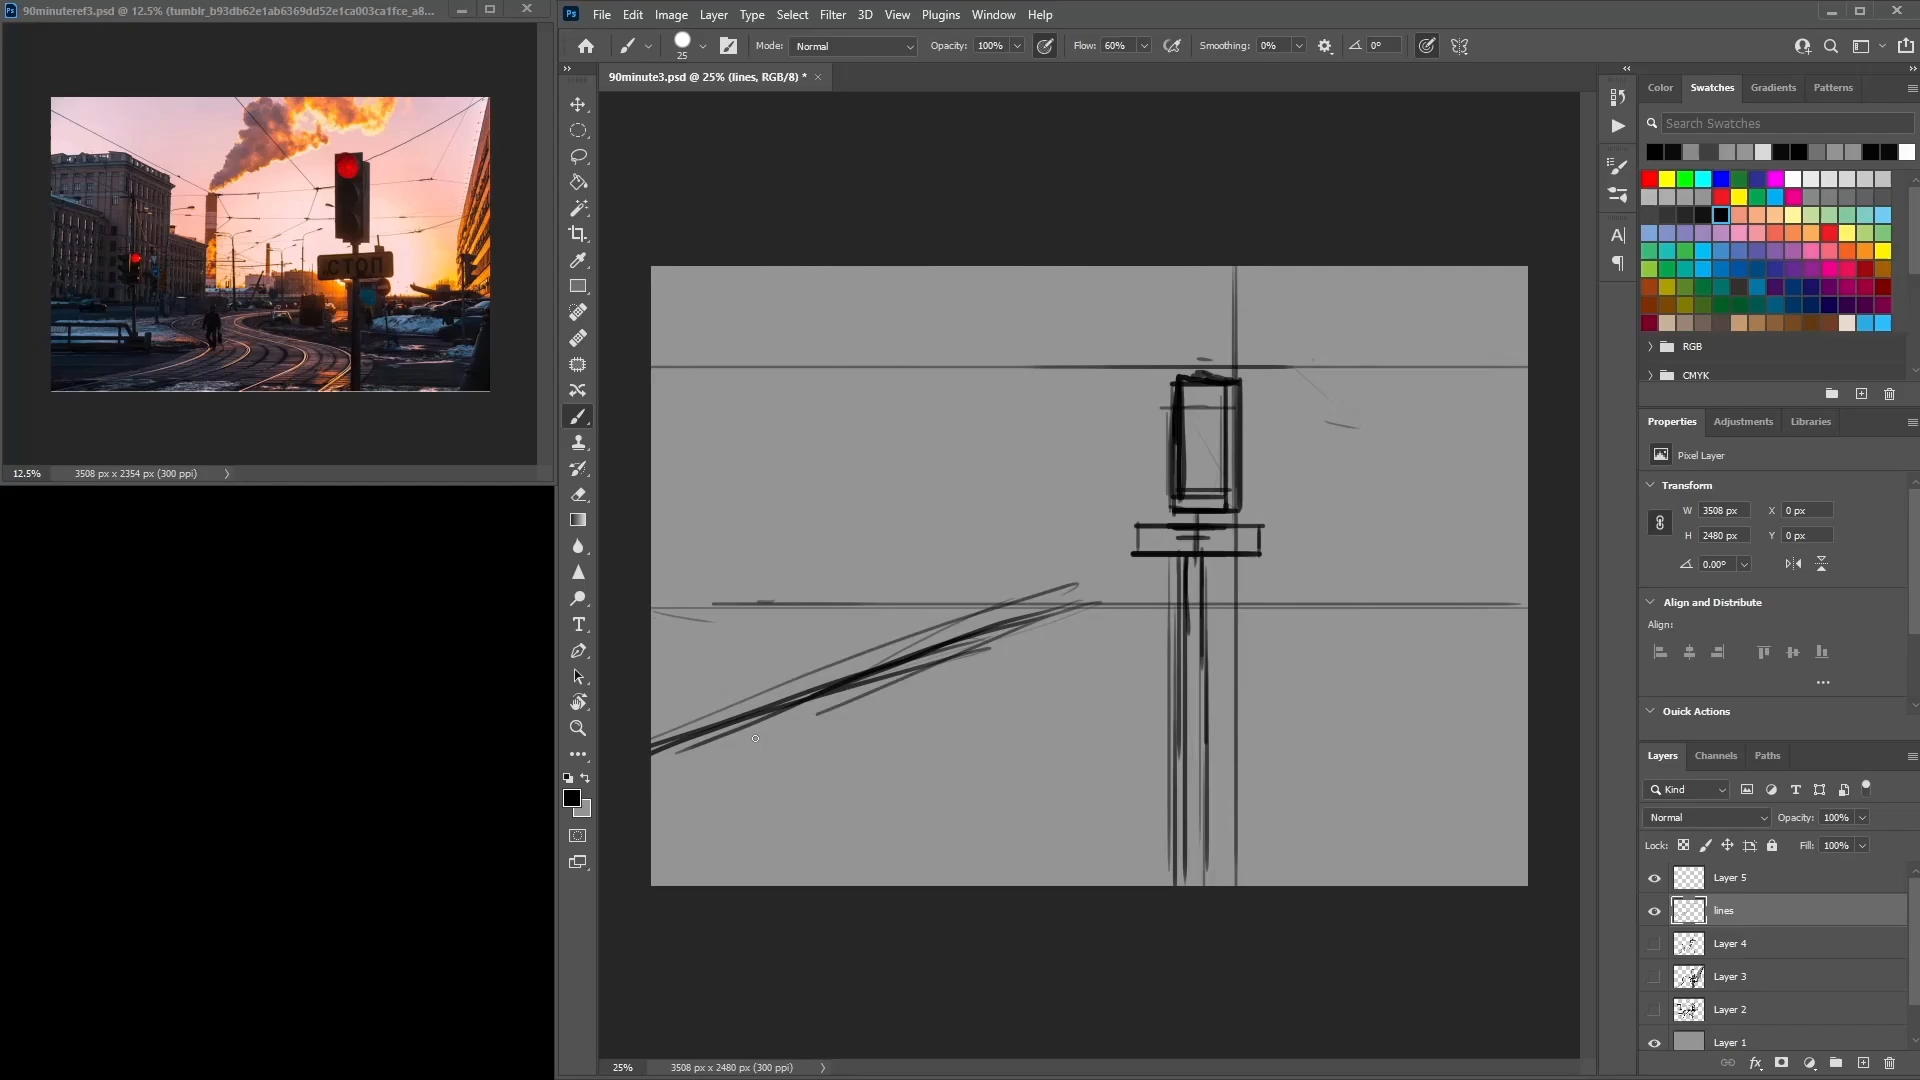 90minuteref3.psd @ 12.5% (tumblr_b93db62e1ab6369dd52e1ca003ca1fce_a8...
СТОП
12.5%
3508 px x 2354 px (300 ppi)
Ps
File
Edit
Image
Layer
Type
Select
Filter
3D
View
Plugins
Window
Help
25
Mode:
Normal
Opacity:
100%
Flow:
60%
Smoothing:
0%
0°
90minute3.psd @ 25% (lines, RGB/8) *
25%
3508 px x 2480 px (300 ppi)
Color
Swatches
Gradients
Patterns
Search Swatches
RGB
CMYK
Properties
Adjustments
Libraries
Pixel Layer
Transform
W
3508 px
X
0 px
H
2480 px
Y
0 px
0.00°
Align and Distribute
Align:
Quick Actions
Layers
Channels
Paths
Kind
Normal
Opacity:
100%
Lock:
Fill:
100%
Layer 5
lines
Layer 4
Layer 3
Layer 2
Layer 1
fx